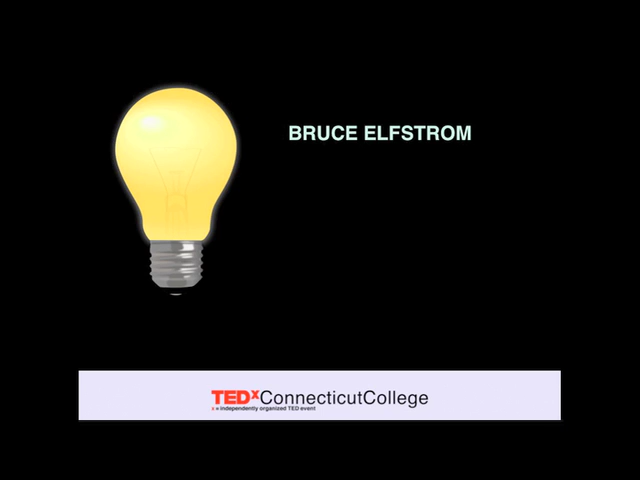 BRUCE ELFSTROM
TEDxConnecticutCollege
x = independently organized TED event